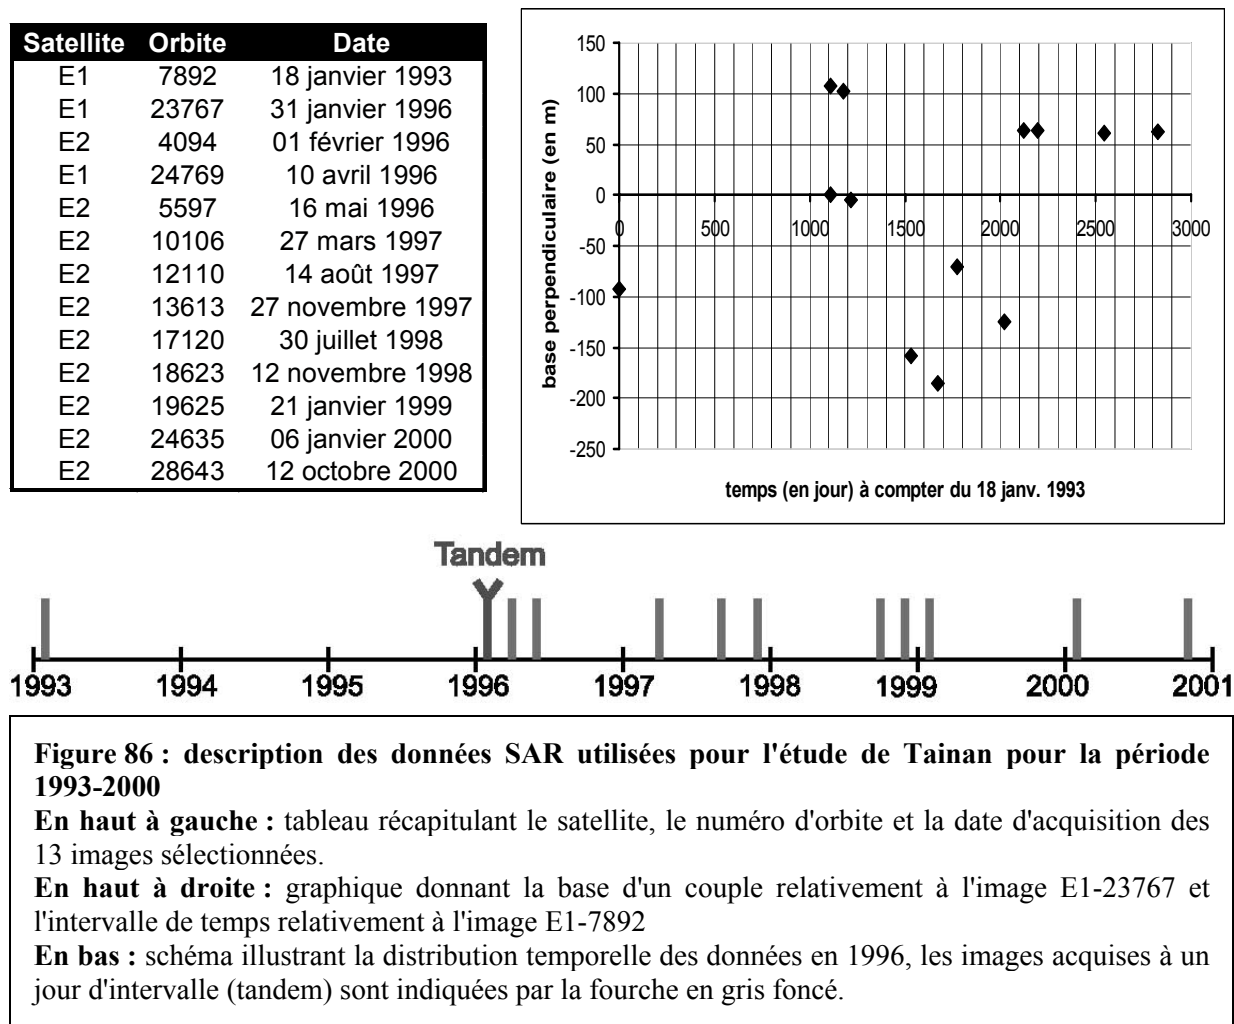 Satellite Orbite Date
E1 7892 18 janvier 1993
E1 23767 31 janvier 1996
E2 4094 01 février 1996
E1 24769 10 avril 1996
E2 5597 16 mai 1996
E2 10106 27 mars 1997
E2 12110 14 août 1997
E2 13613 27 novembre 1997
E2 17120 30 juillet 1998
E2 18623 12 novembre 1998
E2 19625 21 janvier 1999
E2 24635 06 janvier 2000
E2 28643 12 octobre 2000
base perpendiculaire (en m)
150
100
50
0
-50
-100
-150
-200
-250
0 500 1000 1500 2000 2500 3000
temps (en jour) à compter du 18 janv. 1993
Tandem
1993 1994 1995 1996 1997 1998 1999 2000 2001
Figure 86 : description des données SAR utilisées pour l'étude de Tainan pour la période
1993-2000
En haut à gauche : tableau récapitulant le satellite, le numéro d'orbite et la date d'acquisition des
13 images sélectionnées.
En haut à droite : graphique donnant la base d'un couple relativement à l'image E1-23767 et
l'intervalle de temps relativement à l'image E1-7892
En bas : schéma illustrant la distribution temporelle des données en 1996, les images acquises à un
jour d'intervalle (tandem) sont indiquées par la fourche en gris foncé.